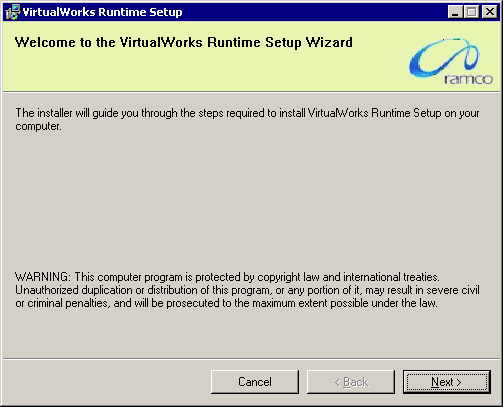 VirtualWorks Runtime Setup
Welcome to the VirtualWorks Runtime Setup Wizard
ramco
The installer will guide you through the steps required to install VirtualWorks Runtime Setup on your
computer.
WARNING: This computer program is protected by copyright law and international treaties.
Unauthorized duplication or distribution of this program, or any portion of it, may result in severe civil
or criminal penalties, and will be prosecuted to the maximum extent possible under the law.
Cancel
< Back
Next >